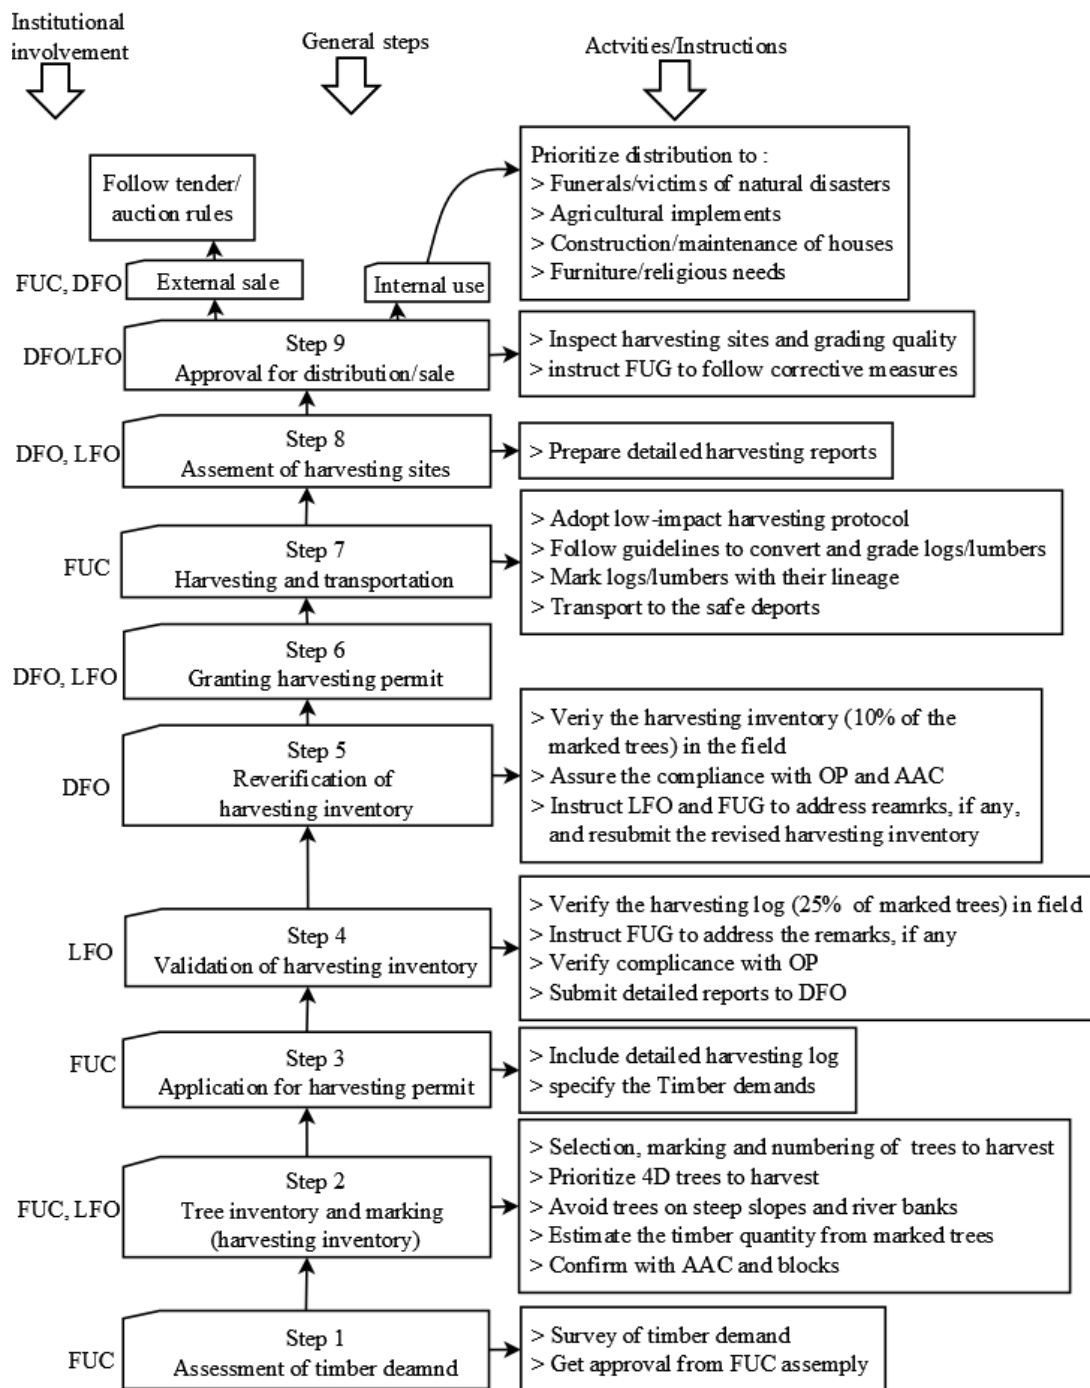 Institutional
involvement
General steps
Actvities/Instructions
Prioritize distribution to :
> Funerals/victims of natural disasters
> Agricultural implements
> Construction/maintenance of houses
> Furniture/religious needs
Follow tender/
auction rules
FUC, DFO
External sale
Internal use
DFO/LFO
Step 9
Approval for distribution/sale
> Inspect harvesting sites and grading quality
> instruct FUG to follow corrective measures
DFO, LFO
Step 8
Assement of harvesting sites
> Prepare detailed harvesting reports
FUC
Step 7
Harvesting and transportation
> Adopt low-impact harvesting protocol
> Follow guidelines to convert and grade logs/lumbers
> Mark logs/lumbers with their lineage
> Transport to the safe deports
DFO, LFO
Step 6
Granting harvesting permit
DFO
Step 5
Reverification of
harvesting inventory
> Veriy the harvesting inventory (10% of the
marked trees) in the field
> Assure the compliance with OP and AAC
> Instruct LFO and FUG to address reamrks, if any,
and resubmit the revised harvesting inventory
LFO
Step 4
Validation of harvesting inventory
> Verify the harvesting log (25% of marked trees) in field
> Instruct FUG to address the remarks, if any
> Verify complicance with OP
> Submit detailed reports to DFO
FUC
Step 3
Application for harvesting permit
> Include detailed harvesting log
> specify the Timber demands
FUC, LFO
Step 2
Tree inventory and marking
(harvesting inventory)
> Selection, marking and numbering of trees to harvest
> Prioritize 4D trees to harvest
> Avoid trees on steep slopes and river banks
> Estimate the timber quantity from marked trees
> Confirm with AAC and blocks
FUC
Step 1
Assessment of timber deamnd
> Survey of timber demand
> Get approval from FUC assemply